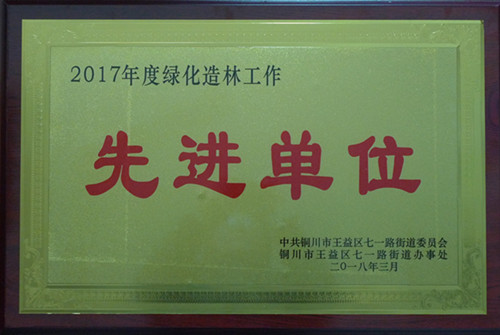 2017年度绿化造林工作
先进单位
中共铜川市王益区七一路街道委员会
铜川市王益区七一路街道办事处
二〇一八年三月